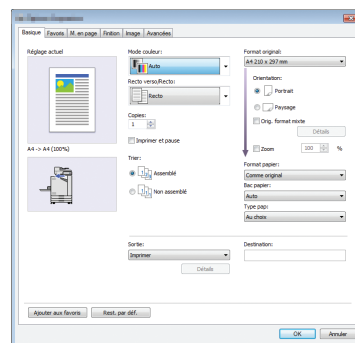 Basique Favoris M. en page Finition Image Avancées
Réglage actuel
A4 -> A4 (100%)
Mode couleur:
Auto
Recto verso/Recto:
Recto
Copies:
1
Imprimer et pause
Trier:
Assemblé
Non assemblé
Sortie:
Imprimer
Détails
Format original:
A4 210 x 297 mm
Orientation:
Portrait
Paysage
Orig. format mixte
Détails
Zoom 100 %
Format papier:
Comme original
Bac papier:
Auto
Type pap:
Au choix
Destination:
Ajouter aux favoris Rest. par déf.
OK Annuler